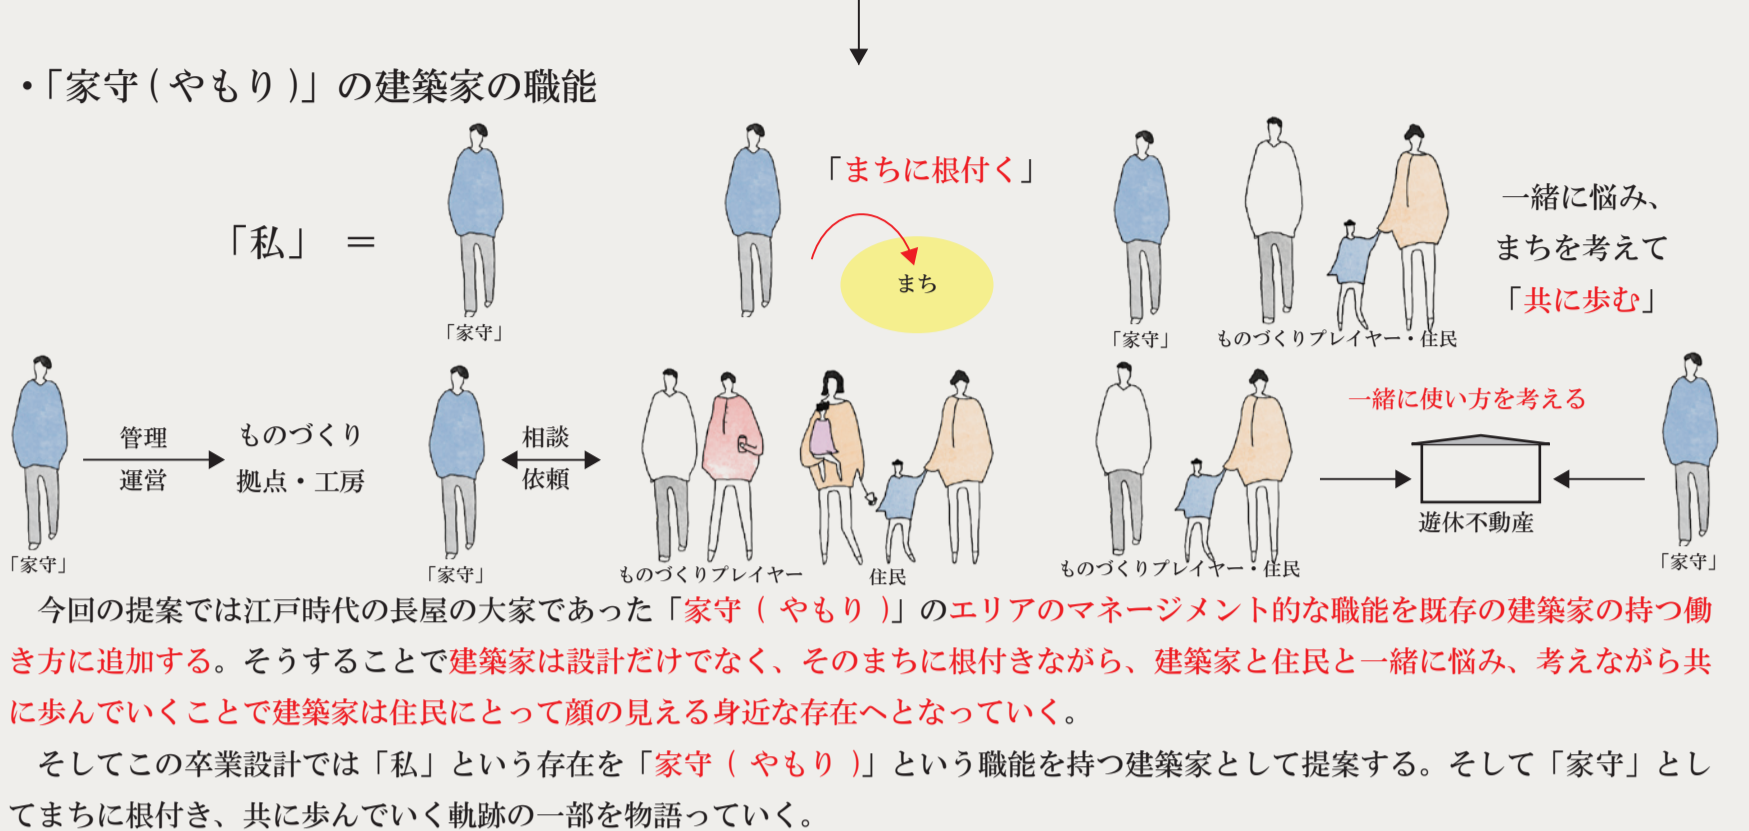 ・「家守(やもり)」の建築家の職能
「私」 =
「家守」
「まちに根付く」
まち
「家守」
ものづくりプレイヤー・住民
一緒に悩み、
まちを考えて
「共に歩む」
「家守」
管理
運営
ものづくり
拠点・工房
「家守」
相談
依頼
ものづくりプレイヤー
住民
ものづくりプレイヤー・住民
一緒に使い方を考える
遊休不動産
「家守」
今回の提案では江戸時代の長屋の大家であった「家守(やもり)」のエリアのマネージメント的な職能を既存の建築家の持つ働
き方に追加する。そうすることで建築家は設計だけでなく、そのまちに根付きながら、建築家と住民と一緒に悩み、考えながら共
に歩んでいくことで建築家は住民にとって顔の見える身近な存在へとなっていく。
そしてこの卒業設計では「私」という存在を「家守(やもり)」という職能を持つ建築家として提案する。そして「家守」とし
てまちに根付き、共に歩んでいく軌跡の一部を物語っていく。